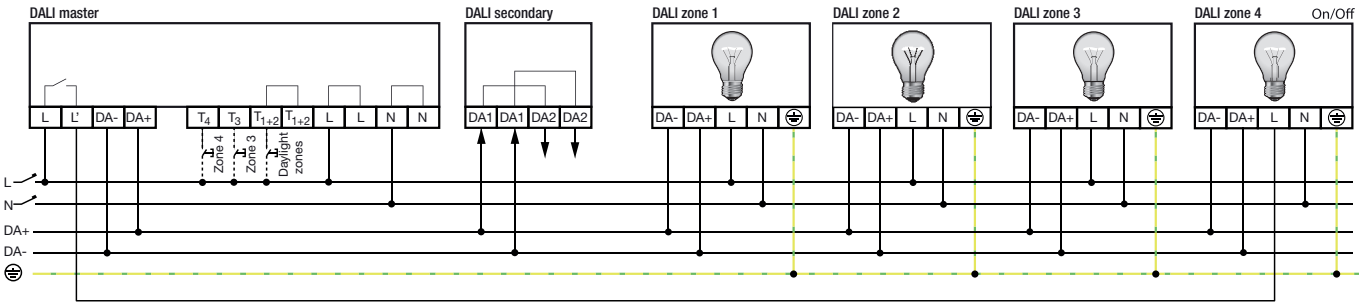 DALI master DALI secondary DALI zone 1 DALI zone 2 DALI zone 3 DALI zone 4 On/Off
L L' DA- DA+ T4 T3 T1+2 T1+2 L L N N DA1 DA1 DA2 DA2 DA- DA+ L N DA- DA+ L N DA- DA+ L N DA- DA+ L N
Zone 4
Zone 3
Daylight
zones
L
N
DA+
DA-